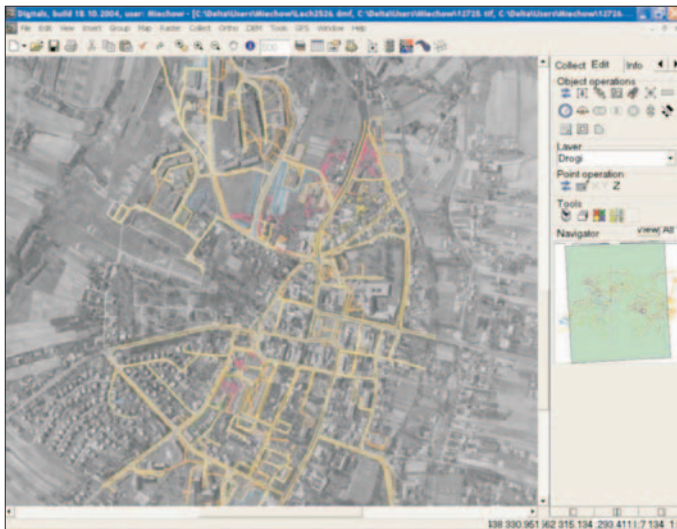 Digitals, build 18.10.2004, user: Miechow - [C:\Delta\Users\Miechow\Lech2526.dmf, C:\Delta\Users\Miechow\12725.tif, C:\Delta\Users\Miechow\12726.
File Edit View Insert Group Map Raster Collect Ortho DEM Tools GPS Window Help
Collect Edit Info
Object operations
Layer
Drogi
Point operation
Z
Tools
Navigator View All